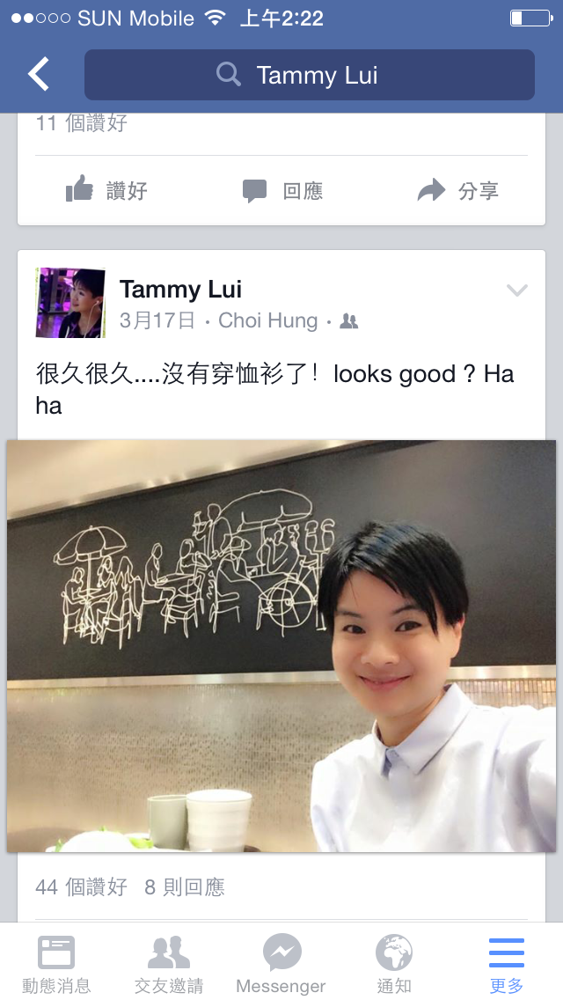 SUN Mobile 上午2:22
Tammy Lui
11 個讚好
讚好 回應 分享
Tammy Lui
3月17日 · Choi Hung ·
很久很久....沒有穿恤衫了！looks good ? Ha
ha
44 個讚好 8 則回應
動態消息 交友邀請 Messenger 通知 更多